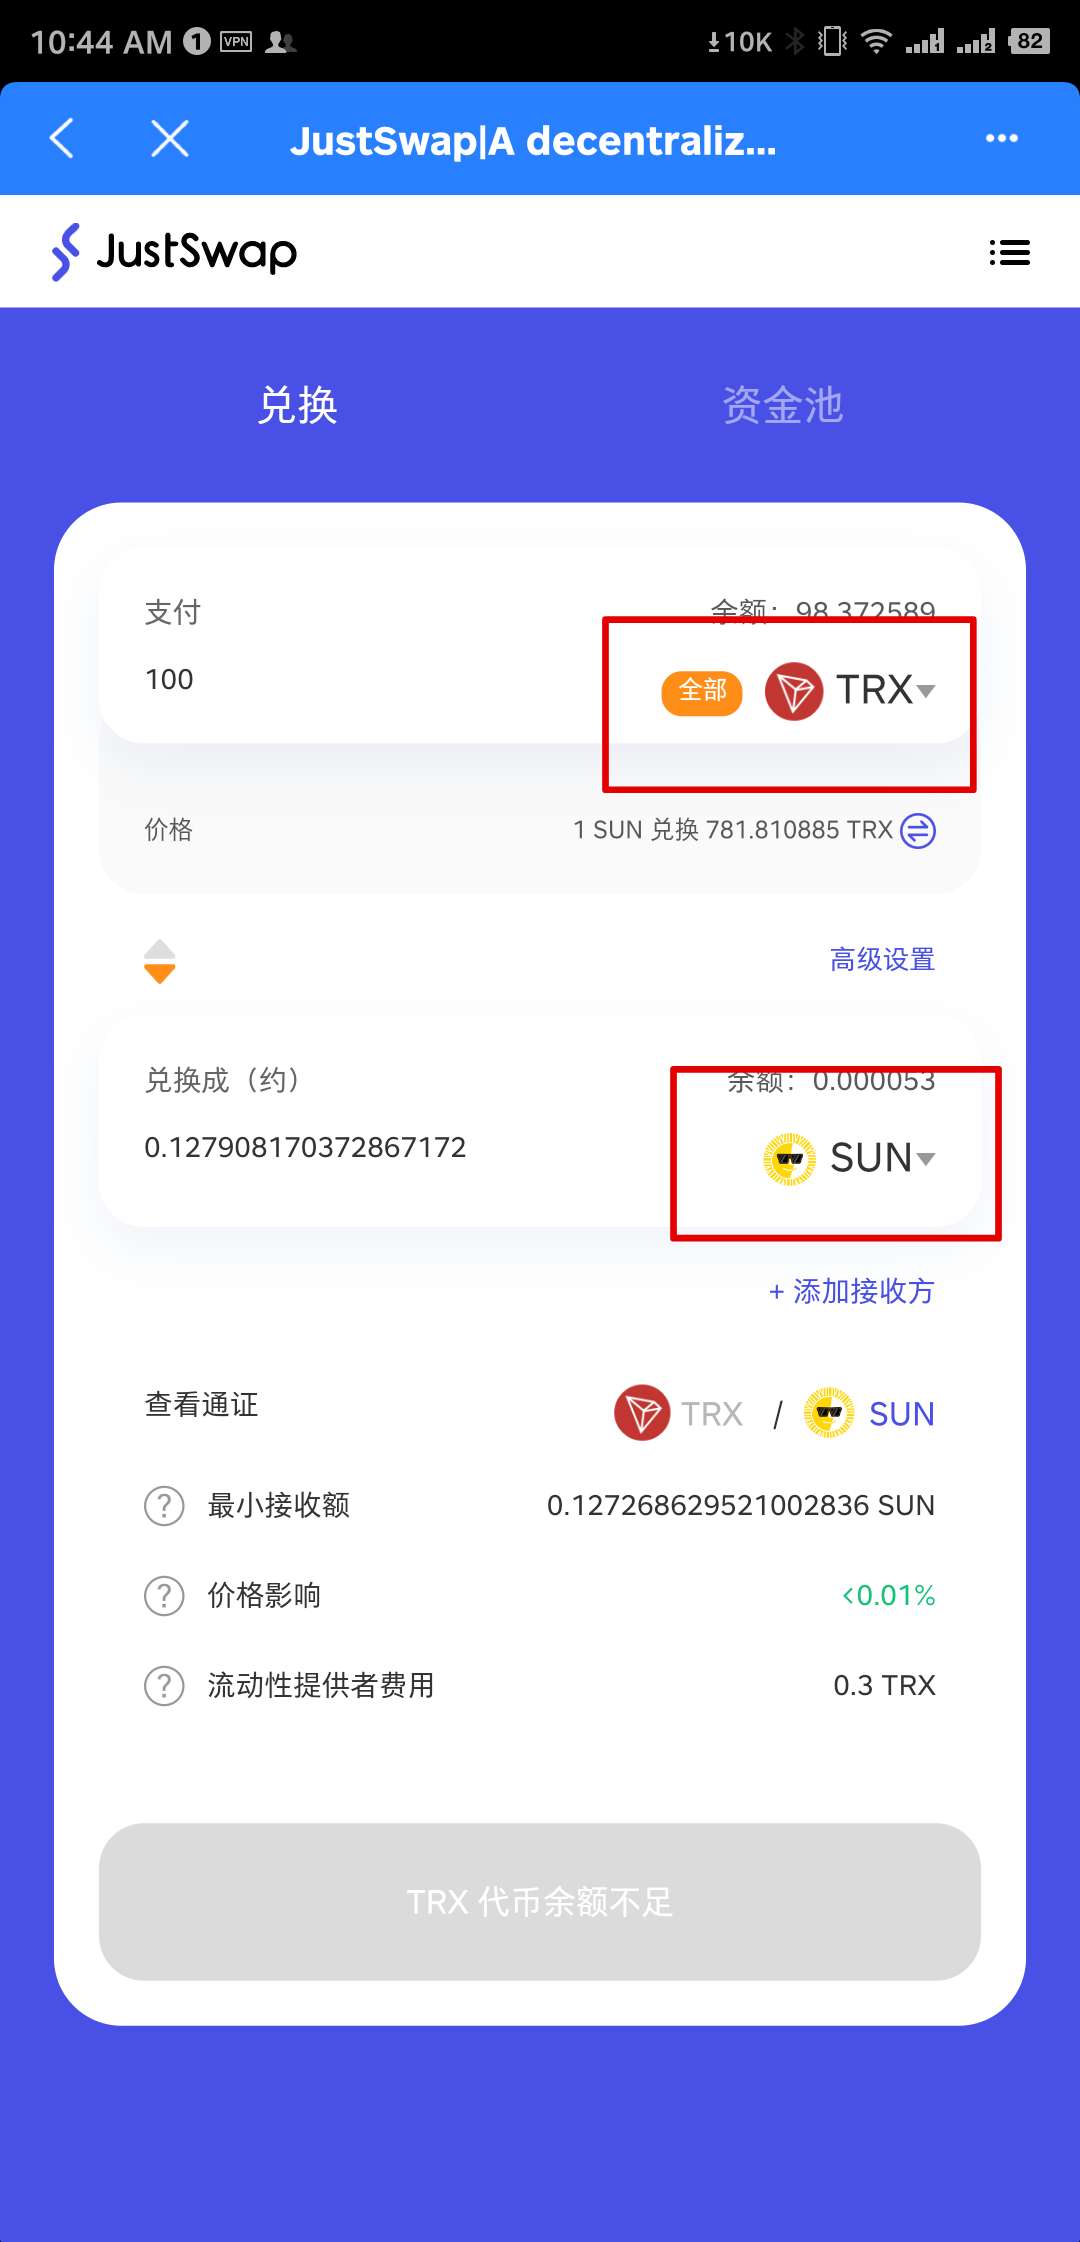 10:44 AM 1 VPN 10K 1 2 82
JustSwap|A decentraliz...
JustSwap
兑换 资金池
支付 余额：98.372589
100 全部 TRX
价格 1 SUN 兑换 781.810885 TRX
高级设置
兑换成（约） 余额：0.000053
0.127908170372867172 SUN
+ 添加接收方
查看通证 TRX / SUN
? 最小接收额 0.127268629521002836 SUN
? 价格影响 <0.01%
? 流动性提供者费用 0.3 TRX
TRX 代币余额不足